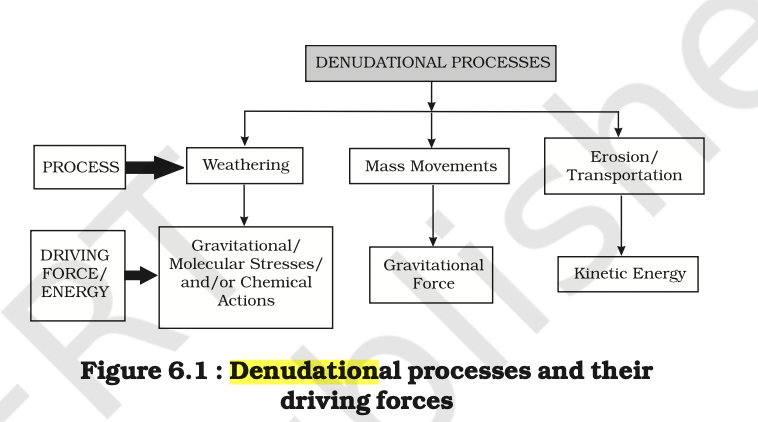 DENUDATIONAL PROCESSES
PROCESS
Weathering
Mass Movements
Erosion/
Transportation
DRIVING
FORCE/
ENERGY
Gravitational/
Molecular Stresses/
and/or Chemical
Actions
Gravitational
Force
Kinetic Energy
Figure 6.1 : Denudational processes and their
driving forces